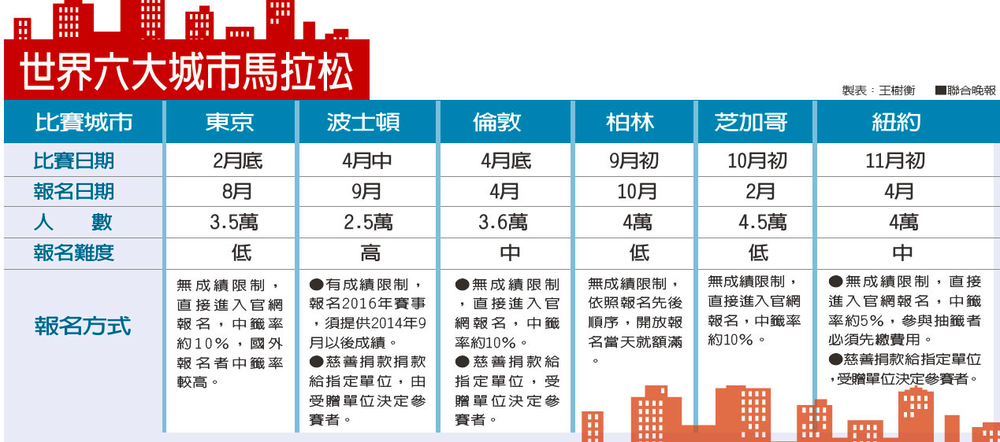 世界六大城市馬拉松
製表：王樹衡 ■聯合晚報
比賽城市 東京 波士頓 倫敦 柏林 芝加哥 紐約
比賽日期 2月底 4月中 4月底 9月初 10月初 11月初
報名日期 8月 9月 4月 10月 2月 4月
人數 3.5萬 2.5萬 3.6萬 4萬 4.5萬 4萬
報名難度 低 高 中 低 低 中
報名方式
無成績限制，
直接進入官網
報名，中籤率
約10%，國外
報名者中籤率
較高。
●有成績限制，
報名2016年賽事
，須提供2014年9
月以後成績。
●慈善捐款捐款
給指定單位，由
受贈單位決定參
賽者。
●無成績限制
，直接進入官
網報名，中籤
率約10%。
●慈善捐款給
指定單位，受
贈單位決定參
賽者。
無成績限制，
依照報名先後
順序，開放報
名當天就額滿
。
無成績限制，
直接進入官網
報名，中籤率
約10%。
●無成績限制，直接
進入官網報名，中籤
率約5%，參與抽籤者
必須先繳費用。
●慈善捐款給指定單位
，受贈單位決定參賽者。